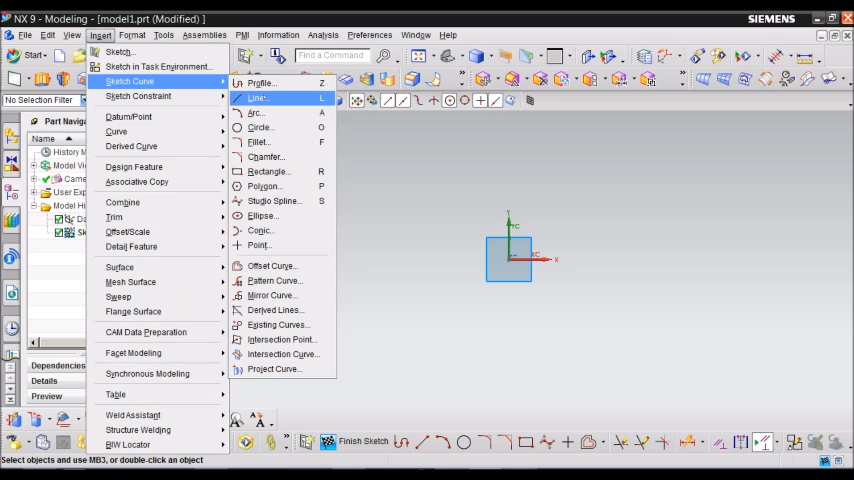 NX 9 - Modeling - [model1.prt (Modified) ]
SIEMENS
File Edit View Insert Format Tools Assemblies PMI Information Analysis Preferences Window Help
Start
Find a Command
No Selection Filter
Part Navig
Name
History M
Model Vie
Came
User Exp
Model Hi
Da
Sk
Dependencies
Details
Preview
Sketch...
Sketch in Task Environment...
Sketch Curve
Sketch Constraint
Datum/Point
Curve
Derived Curve
Design Feature
Associative Copy
Combine
Trim
Offset/Scale
Detail Feature
Surface
Mesh Surface
Sweep
Flange Surface
CAM Data Preparation
Facet Modeling
Synchronous Modeling
Table
Weld Assistant
Structure Welding
BIW Locator
Profile... Z
Line... L
Arc... A
Circle... O
Fillet... F
Chamfer...
Rectangle... R
Polygon... P
Studio Spline... S
Ellipse...
Conic...
Point...
Offset Curve...
Pattern Curve...
Mirror Curve...
Derived Lines...
Existing Curves...
Intersection Point...
Intersection Curve...
Project Curve...
Y
YC
XC
X
Finish Sketch
Select objects and use MB3, or double-click an object